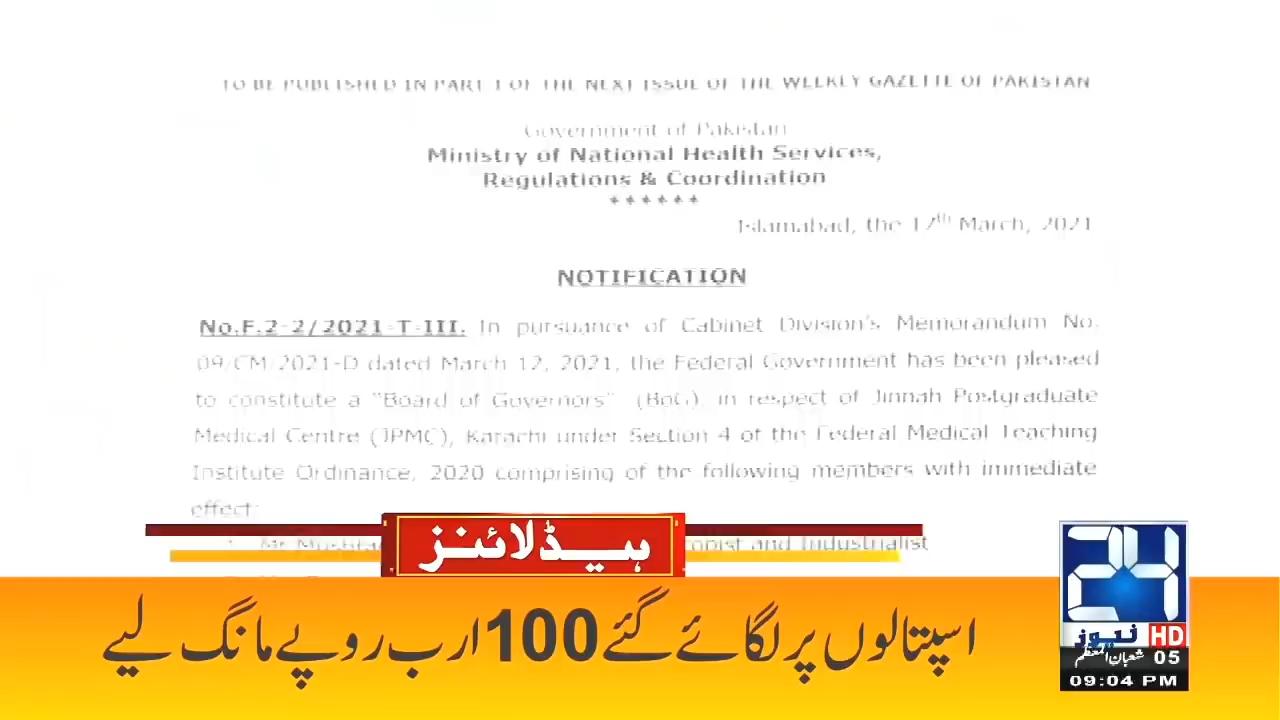 TO BE PUBLISHED IN PART I OF THE NEXT ISSUE OF THE WEEKLY GAZETTE OF PAKISTAN
Government of Pakistan
Ministry of National Health Services,
Regulations & Coordination
******
Islamabad, the 17th March, 2021
NOTIFICATION
No.F.2-2/2021-T-III. In pursuance of Cabinet Division's Memorandum No.
09/CM/2021-D dated March 12, 2021, the Federal Government has been pleased
to constitute a "Board of Governors" (BoG), in respect of Jinnah Postgraduate
Medical Centre (JPMC), Karachi under Section 4 of the Federal Medical Teaching
Institute Ordinance, 2020 comprising of the following members with immediate
effect:
and Industrialist
ہیڈلائنز
اسپتالوں پر لگائے گئے 100 ارب روپے مانگ لیے
24
نیوز HD
شعبان المعظم 05
09:04 PM